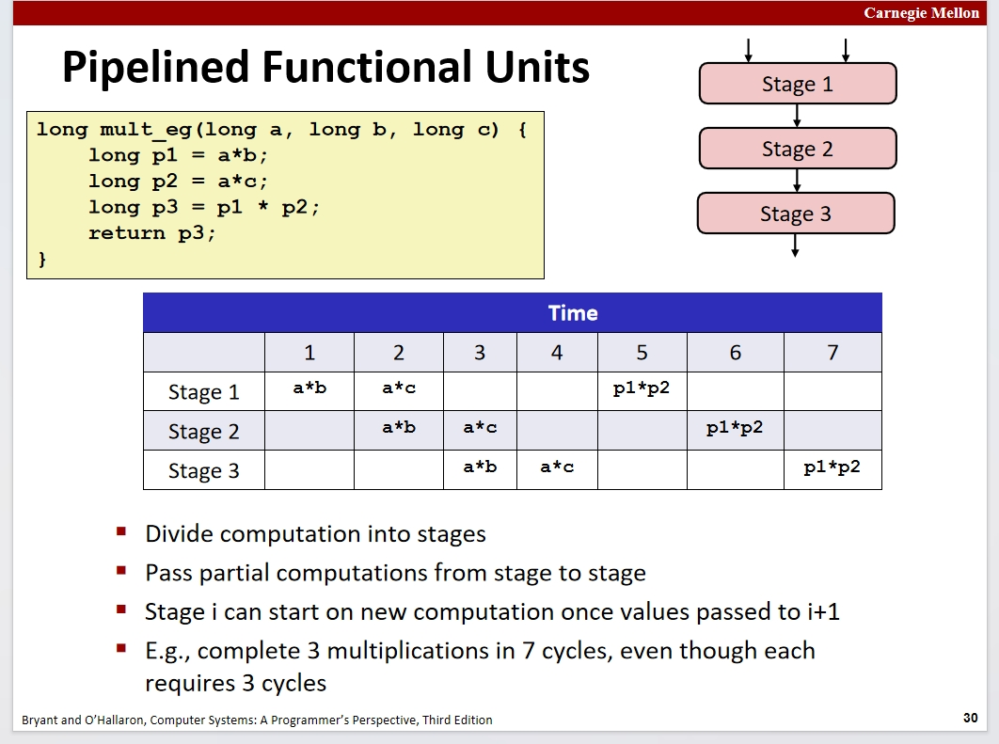 Carnegie Mellon
Pipelined Functional Units
long mult_eg(long a, long b, long c) {
    long p1 = a*b;
    long p2 = a*c;
    long p3 = p1 * p2;
    return p3;
}
Stage 1
Stage 2
Stage 3
Time
1 2 3 4 5 6 7
Stage 1 a*b a*c p1*p2
Stage 2 a*b a*c p1*p2
Stage 3 a*b a*c p1*p2
Divide computation into stages
Pass partial computations from stage to stage
Stage i can start on new computation once values passed to i+1
E.g., complete 3 multiplications in 7 cycles, even though each
requires 3 cycles
Bryant and O’Hallaron, Computer Systems: A Programmer’s Perspective, Third Edition
30